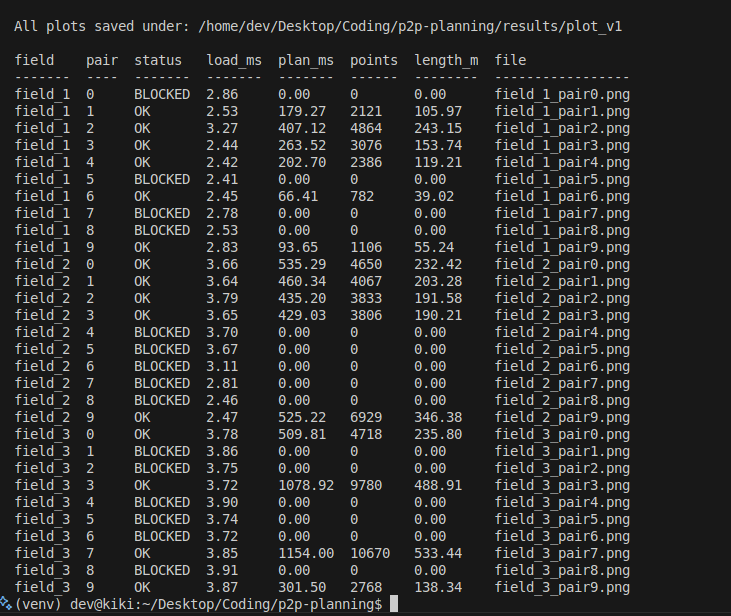 All plots saved under: /home/dev/Desktop/Coding/p2p-planning/results/plot_v1
field    pair  status   load_ms  plan_ms  points  length_m  file
-------  ----  -------  -------  -------  ------  --------  -----------------
field_1  0     BLOCKED  2.86     0.00     0       0.00      field_1_pair0.png
field_1  1     OK       2.53     179.27   2121    105.97    field_1_pair1.png
field_1  2     OK       3.27     407.12   4864    243.15    field_1_pair2.png
field_1  3     OK       2.44     263.52   3076    153.74    field_1_pair3.png
field_1  4     OK       2.42     202.70   2386    119.21    field_1_pair4.png
field_1  5     BLOCKED  2.41     0.00     0       0.00      field_1_pair5.png
field_1  6     OK       2.45     66.41    782     39.02     field_1_pair6.png
field_1  7     BLOCKED  2.78     0.00     0       0.00      field_1_pair7.png
field_1  8     BLOCKED  2.53     0.00     0       0.00      field_1_pair8.png
field_1  9     OK       2.83     93.65    1106    55.24     field_1_pair9.png
field_2  0     OK       3.66     535.29   4650    232.42    field_2_pair0.png
field_2  1     OK       3.64     460.34   4067    203.28    field_2_pair1.png
field_2  2     OK       3.79     435.20   3833    191.58    field_2_pair2.png
field_2  3     OK       3.65     429.03   3806    190.21    field_2_pair3.png
field_2  4     BLOCKED  3.70     0.00     0       0.00      field_2_pair4.png
field_2  5     BLOCKED  3.67     0.00     0       0.00      field_2_pair5.png
field_2  6     BLOCKED  3.11     0.00     0       0.00      field_2_pair6.png
field_2  7     BLOCKED  2.81     0.00     0       0.00      field_2_pair7.png
field_2  8     BLOCKED  2.46     0.00     0       0.00      field_2_pair8.png
field_2  9     OK       2.47     525.22   6929    346.38    field_2_pair9.png
field_3  0     OK       3.78     509.81   4718    235.80    field_3_pair0.png
field_3  1     BLOCKED  3.86     0.00     0       0.00      field_3_pair1.png
field_3  2     BLOCKED  3.75     0.00     0       0.00      field_3_pair2.png
field_3  3     OK       3.72     1078.92  9780    488.91    field_3_pair3.png
field_3  4     BLOCKED  3.90     0.00     0       0.00      field_3_pair4.png
field_3  5     BLOCKED  3.74     0.00     0       0.00      field_3_pair5.png
field_3  6     BLOCKED  3.72     0.00     0       0.00      field_3_pair6.png
field_3  7     OK       3.85     1154.00  10670   533.44    field_3_pair7.png
field_3  8     BLOCKED  3.91     0.00     0       0.00      field_3_pair8.png
field_3  9     OK       3.87     301.50   2768    138.34    field_3_pair9.png
(venv) dev@kiki:~/Desktop/Coding/p2p-planning$